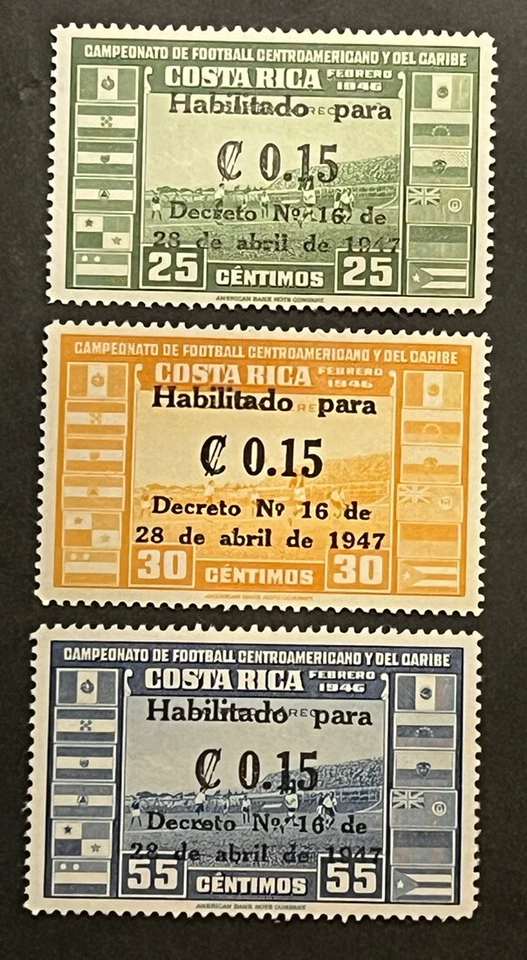 CAMPEONATO DE FOOTBALL CENTROAMERICANO Y DEL CARIBE
COSTA RICA FEBRERO 1946
Habilitado para
₡ 0.15
Decreto Nº 16 de
28 de abril de 1947
25 CÉNTIMOS 25
AMERICAN BANK NOTE COMPANY
CAMPEONATO DE FOOTBALL CENTROAMERICANO Y DEL CARIBE
COSTA RICA FEBRERO 1946
Habilitado para
₡ 0.15
Decreto Nº 16 de
28 de abril de 1947
30 CÉNTIMOS 30
CAMPEONATO DE FOOTBALL CENTROAMERICANO Y DEL CARIBE
COSTA RICA FEBRERO 1946
Habilitado para
₡ 0.15
Decreto Nº 16 de
28 de abril de 1947
55 CÉNTIMOS 55
AMERICAN BANK NOTE COMPANY